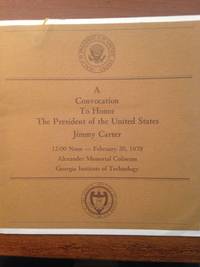 A
Convocation
To Honor
The President of the United States
Jimmy Carter
12:00 Noon — February 20, 1979
Alexander Memorial Coliseum
Georgia Institute of Technology